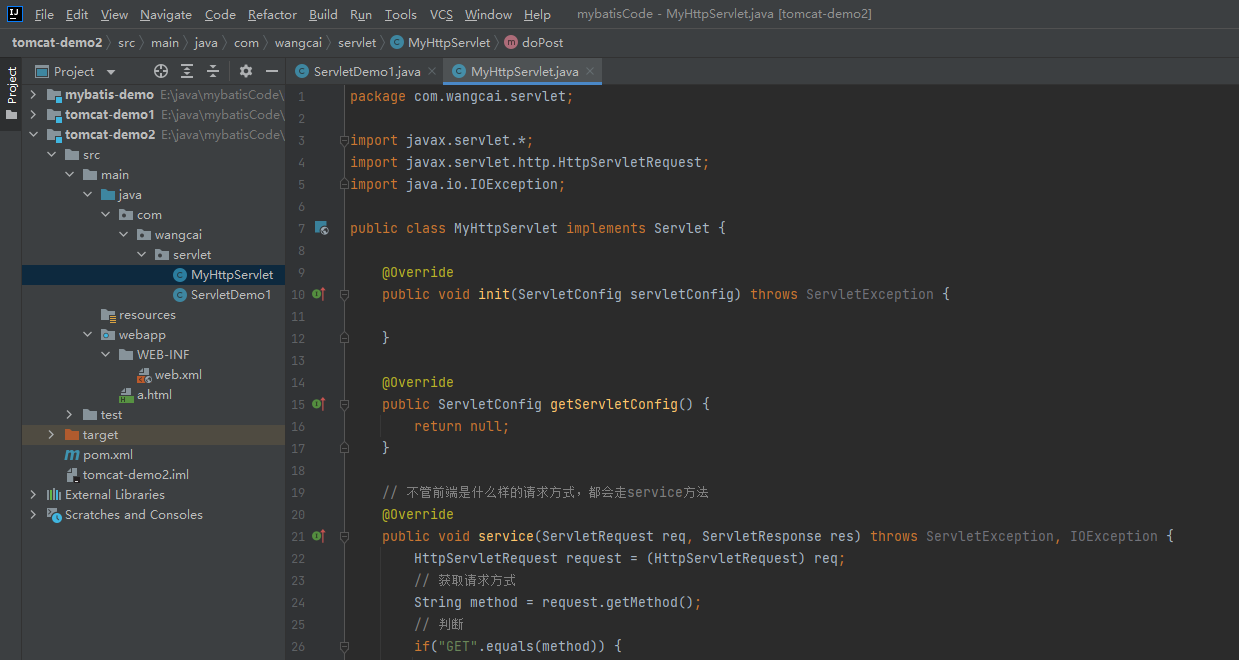 File Edit View Navigate Code Refactor Build Run Tools VCS Window Help mybatisCode - MyHttpServlet.java [tomcat-demo2]
tomcat-demo2 src main java com wangcai servlet MyHttpServlet doPost
Project
Project
ServletDemo1.java
MyHttpServlet.java
mybatis-demo E:\java\mybatisCode\
tomcat-demo1 E:\java\mybatisCode\
tomcat-demo2 E:\java\mybatisCode\
src
main
java
com
wangcai
servlet
MyHttpServlet
ServletDemo1
resources
webapp
WEB-INF
web.xml
a.html
test
target
pom.xml
tomcat-demo2.iml
External Libraries
Scratches and Consoles
1 package com.wangcai.servlet;
2
3 import javax.servlet.*;
4 import javax.servlet.http.HttpServletRequest;
5 import java.io.IOException;
6
7 public class MyHttpServlet implements Servlet {
8
9 @Override
10 public void init(ServletConfig servletConfig) throws ServletException {
11
12 }
13
14 @Override
15 public ServletConfig getServletConfig() {
16 return null;
17 }
18
19 // 不管前端是什么样的请求方式，都会走service方法
20 @Override
21 public void service(ServletRequest req, ServletResponse res) throws ServletException, IOException {
22 HttpServletRequest request = (HttpServletRequest) req;
23 // 获取请求方式
24 String method = request.getMethod();
25 // 判断
26 if("GET".equals(method)) {